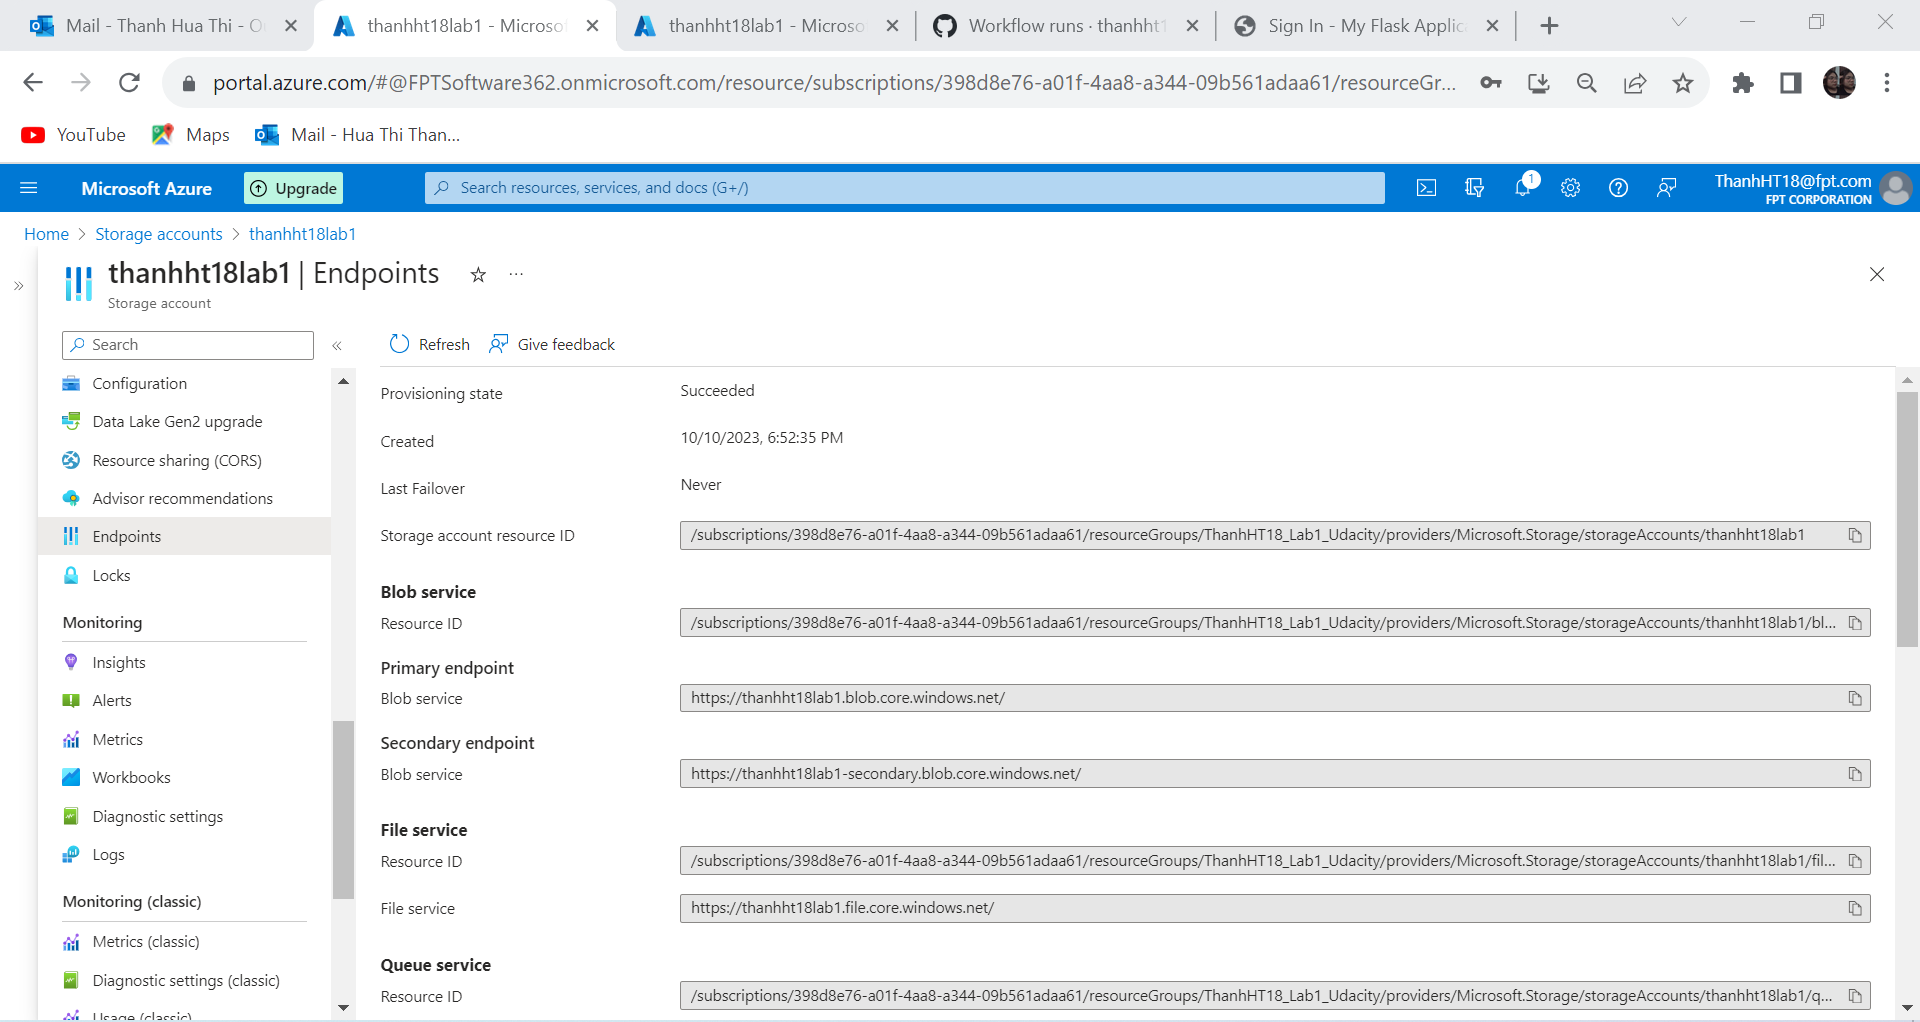 Mail - Thanh Hua Thi - O
thanhht18lab1 - Microso
thanhht18lab1 - Microso
Workflow runs · thanhht1
Sign In - My Flask Applic
portal.azure.com/#@FPTSoftware362.onmicrosoft.com/resource/subscriptions/398d8e76-a01f-4aa8-a344-09b561adaa61/resourceGr...
YouTube
Maps
Mail - Hua Thi Than...
Microsoft Azure
Upgrade
Search resources, services, and docs (G+/)
1
ThanhHT18@fpt.com
FPT CORPORATION
Home > Storage accounts > thanhht18lab1
thanhht18lab1 | Endpoints
Storage account
Search
Configuration
Data Lake Gen2 upgrade
Resource sharing (CORS)
Advisor recommendations
Endpoints
Locks
Monitoring
Insights
Alerts
Metrics
Workbooks
Diagnostic settings
Logs
Monitoring (classic)
Metrics (classic)
Diagnostic settings (classic)
Usage (classic)
Refresh
Give feedback
Provisioning state
Succeeded
Created
10/10/2023, 6:52:35 PM
Last Failover
Never
Storage account resource ID
/subscriptions/398d8e76-a01f-4aa8-a344-09b561adaa61/resourceGroups/ThanhHT18_Lab1_Udacity/providers/Microsoft.Storage/storageAccounts/thanhht18lab1
Blob service
Resource ID
/subscriptions/398d8e76-a01f-4aa8-a344-09b561adaa61/resourceGroups/ThanhHT18_Lab1_Udacity/providers/Microsoft.Storage/storageAccounts/thanhht18lab1/bl...
Primary endpoint
Blob service
https://thanhht18lab1.blob.core.windows.net/
Secondary endpoint
Blob service
https://thanhht18lab1-secondary.blob.core.windows.net/
File service
Resource ID
/subscriptions/398d8e76-a01f-4aa8-a344-09b561adaa61/resourceGroups/ThanhHT18_Lab1_Udacity/providers/Microsoft.Storage/storageAccounts/thanhht18lab1/fil...
File service
https://thanhht18lab1.file.core.windows.net/
Queue service
Resource ID
/subscriptions/398d8e76-a01f-4aa8-a344-09b561adaa61/resourceGroups/ThanhHT18_Lab1_Udacity/providers/Microsoft.Storage/storageAccounts/thanhht18lab1/q...